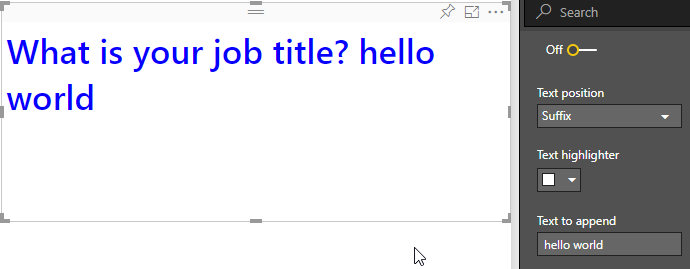 What is your job title? hello
world
Search
Off
Text position
Suffix
Text highlighter
Text to append
hello world